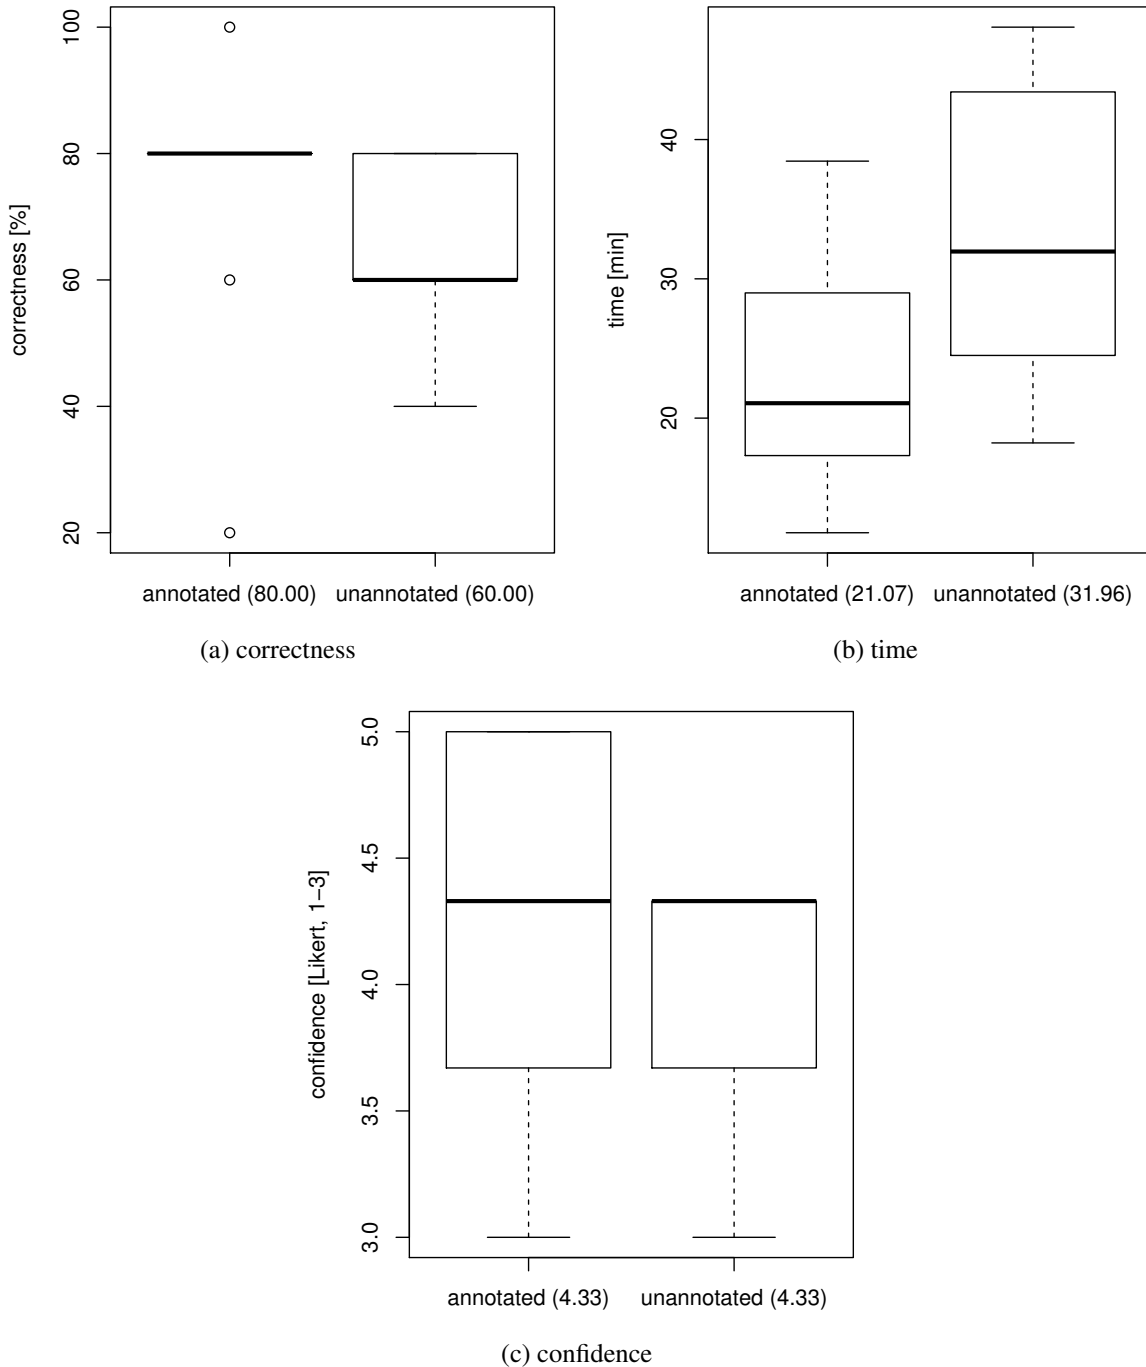 correctness [%]
100
80
60
40
20
annotated (80.00) unannotated (60.00)
(a) correctness
time [min]
40
30
20
annotated (21.07) unannotated (31.96)
(b) time
confidence [Likert, 1−3]
5.0
4.5
4.0
3.5
3.0
annotated (4.33) unannotated (4.33)
(c) confidence